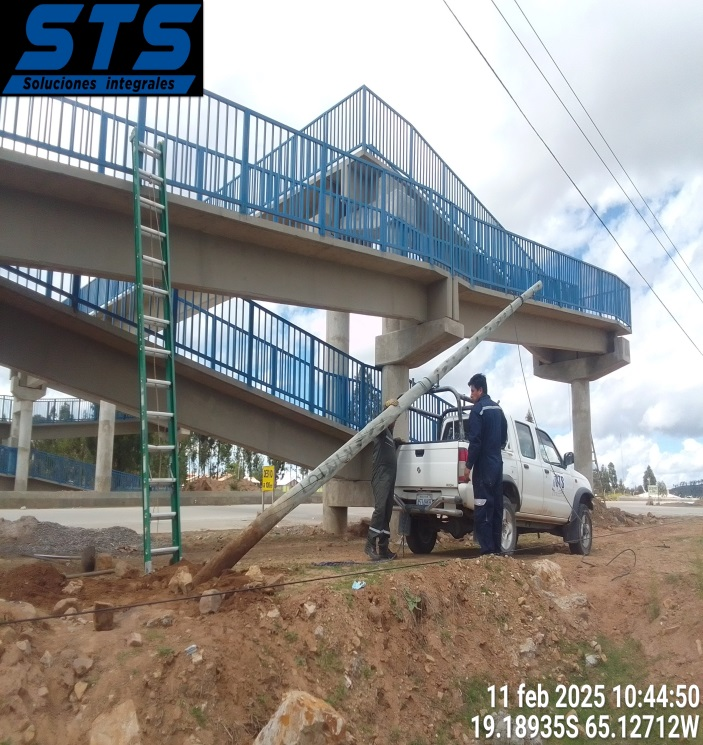 STS
Soluciones integrales
11 feb 2025 10:44:50
19.18935S 65.12712W